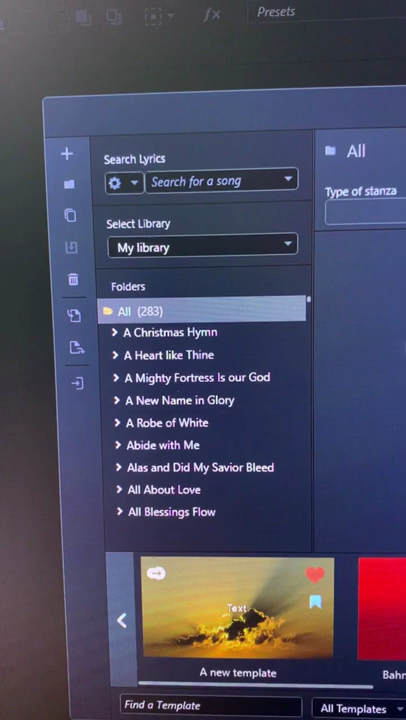 fx
Presets
Search Lyrics
All
Search for a song
Type of stanza
Select Library
My library
Folders
All (283)
A Christmas Hymn
A Heart like Thine
A Mighty Fortress Is our God
A New Name in Glory
A Robe of White
Abide with Me
Alas and Did My Savior Bleed
All About Love
All Blessings Flow
Text
A new template
Find a Template
All Templates